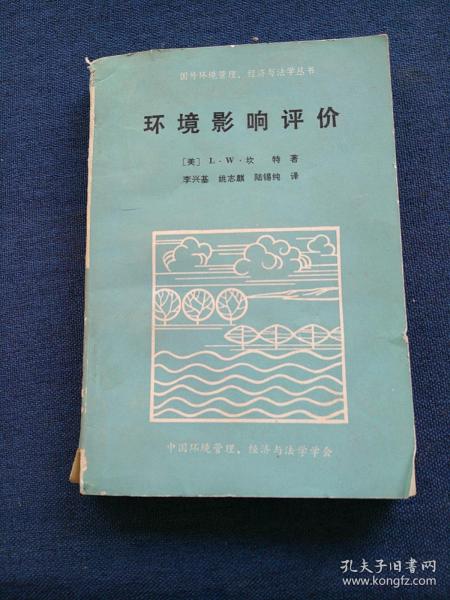 国外环境管理、经济与法学丛书
环境影响评价
［美］ L·W·坎 特 著
李兴基 姚志麒 陆锡纯 译
中国环境管理、经济与法学学会
孔夫子旧书网
www.kongfz.com